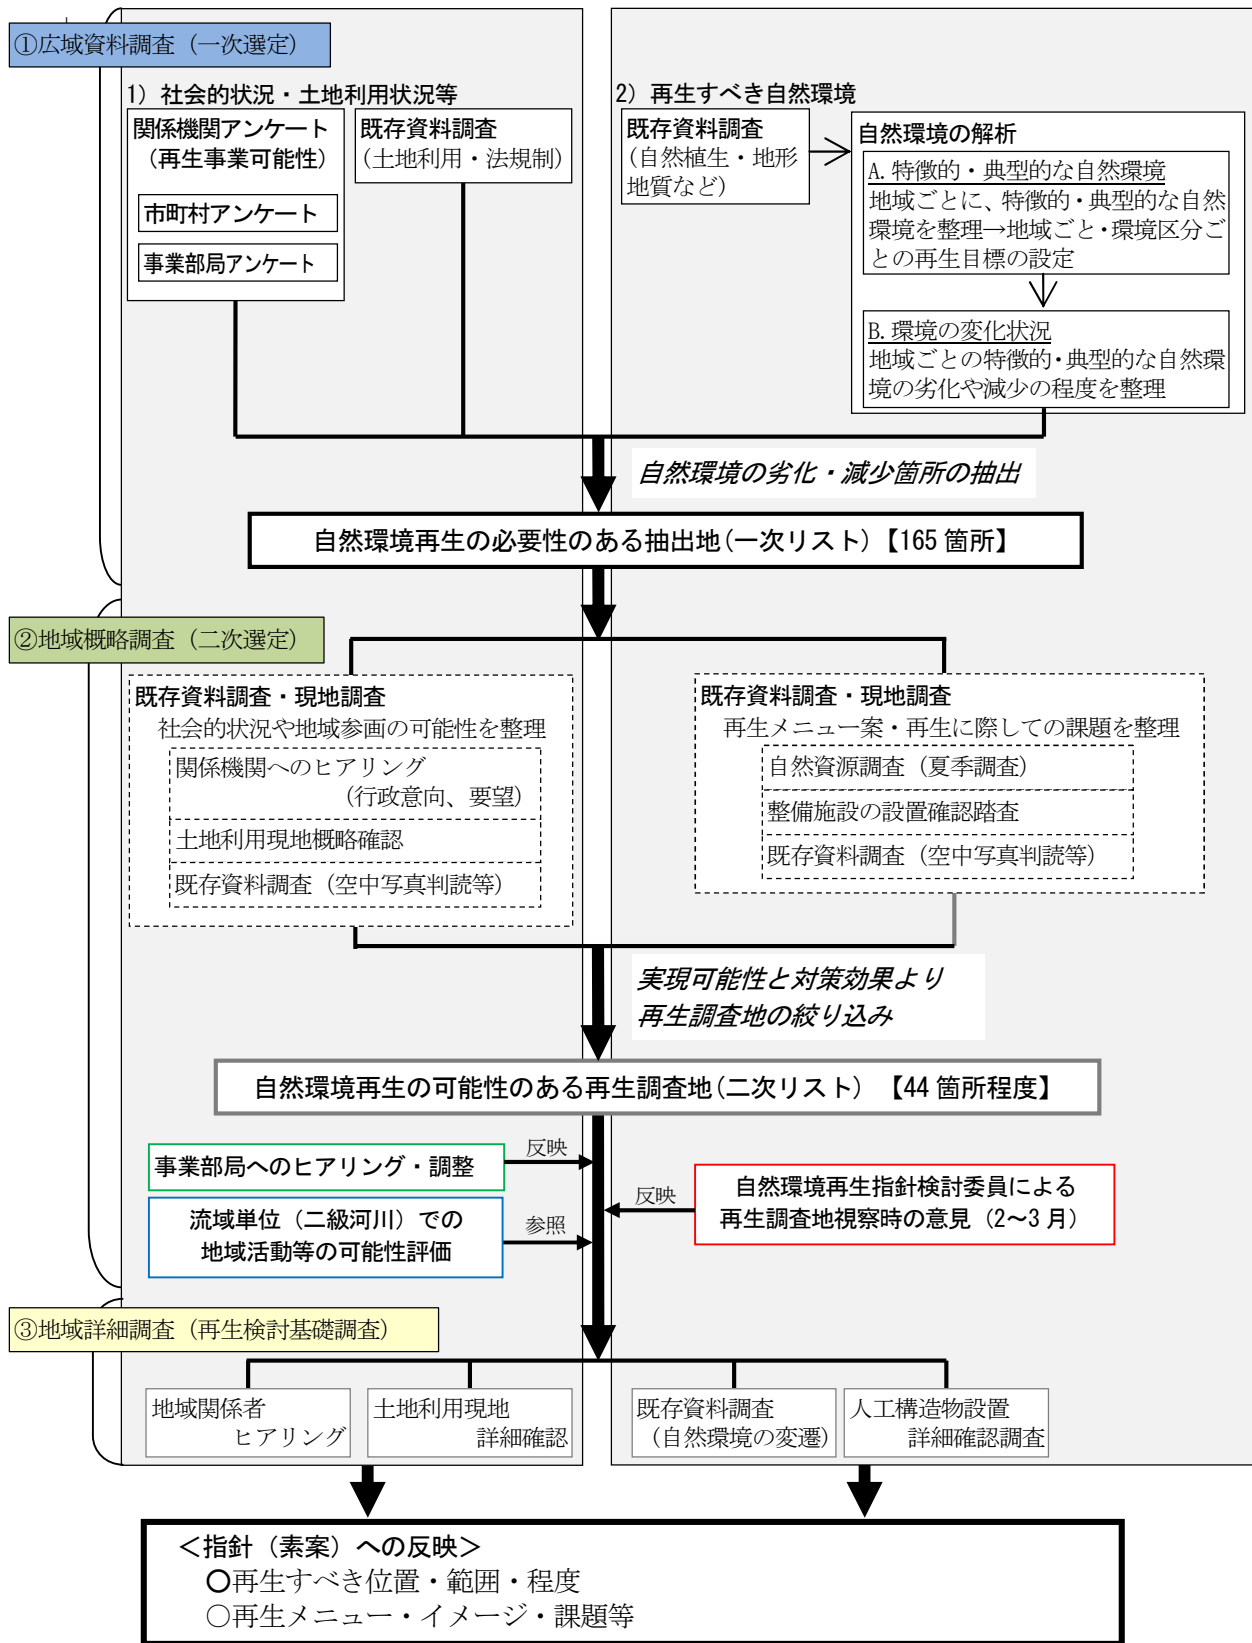 ①広域資料調査（一次選定）
1）社会的状況・土地利用状況等
関係機関アンケート
（再生事業可能性）
市町村アンケート
事業部局アンケート
既存資料調査
（土地利用・法規制）
2）再生すべき自然環境
既存資料調査
（自然植生・地形
地質など）
自然環境の解析
A.特徴的・典型的な自然環境
地域ごとに、特徴的・典型的な自然
環境を整理→地域ごと・環境区分ご
との再生目標の設定
B.環境の変化状況
地域ごとの特徴的・典型的な自然環
境の劣化や減少の程度を整理
自然環境の劣化・減少箇所の抽出
自然環境再生の必要性のある抽出地（一次リスト）【165 箇所】
②地域概略調査（二次選定）
既存資料調査・現地調査
社会的状況や地域参画の可能性を整理
関係機関へのヒアリング
（行政意向、要望）
土地利用現地概略確認
既存資料調査（空中写真判読等）
既存資料調査・現地調査
再生メニュー案・再生に際しての課題を整理
自然資源調査（夏季調査）
整備施設の設置確認踏査
既存資料調査（空中写真判読等）
実現可能性と対策効果より
再生調査地の絞り込み
自然環境再生の可能性のある再生調査地（二次リスト）【44 箇所程度】
事業部局へのヒアリング・調整
反映
流域単位（二級河川）での
地域活動等の可能性評価
参照
反映
自然環境再生指針検討委員による
再生調査地視察時の意見（2～3 月）
③地域詳細調査（再生検討基礎調査）
地域関係者
ヒアリング
土地利用現地
詳細確認
既存資料調査
（自然環境の変遷）
人工構造物設置
詳細確認調査
＜指針（素案）への反映＞
○再生すべき位置・範囲・程度
○再生メニュー・イメージ・課題等